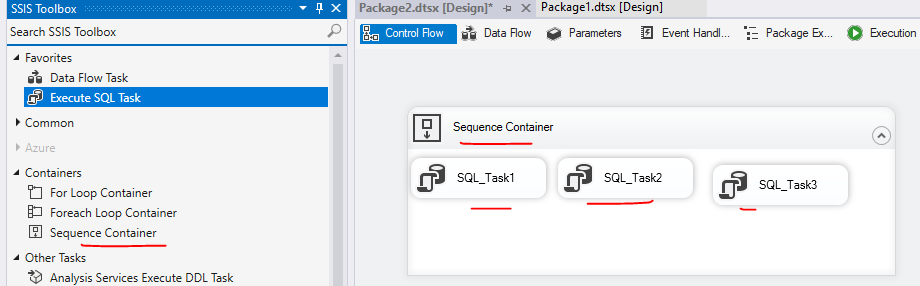 SSIS Toolbox
Search SSIS Toolbox
Favorites
Data Flow Task
Execute SQL Task
Common
Azure
Containers
For Loop Container
Foreach Loop Container
Sequence Container
Other Tasks
Analysis Services Execute DDL Task
Package2.dtsx [Design]*
Package1.dtsx [Design]
Control Flow
Data Flow
Parameters
Event Handl...
Package Ex...
Execution
Sequence Container
SQL_Task1
SQL_Task2
SQL_Task3